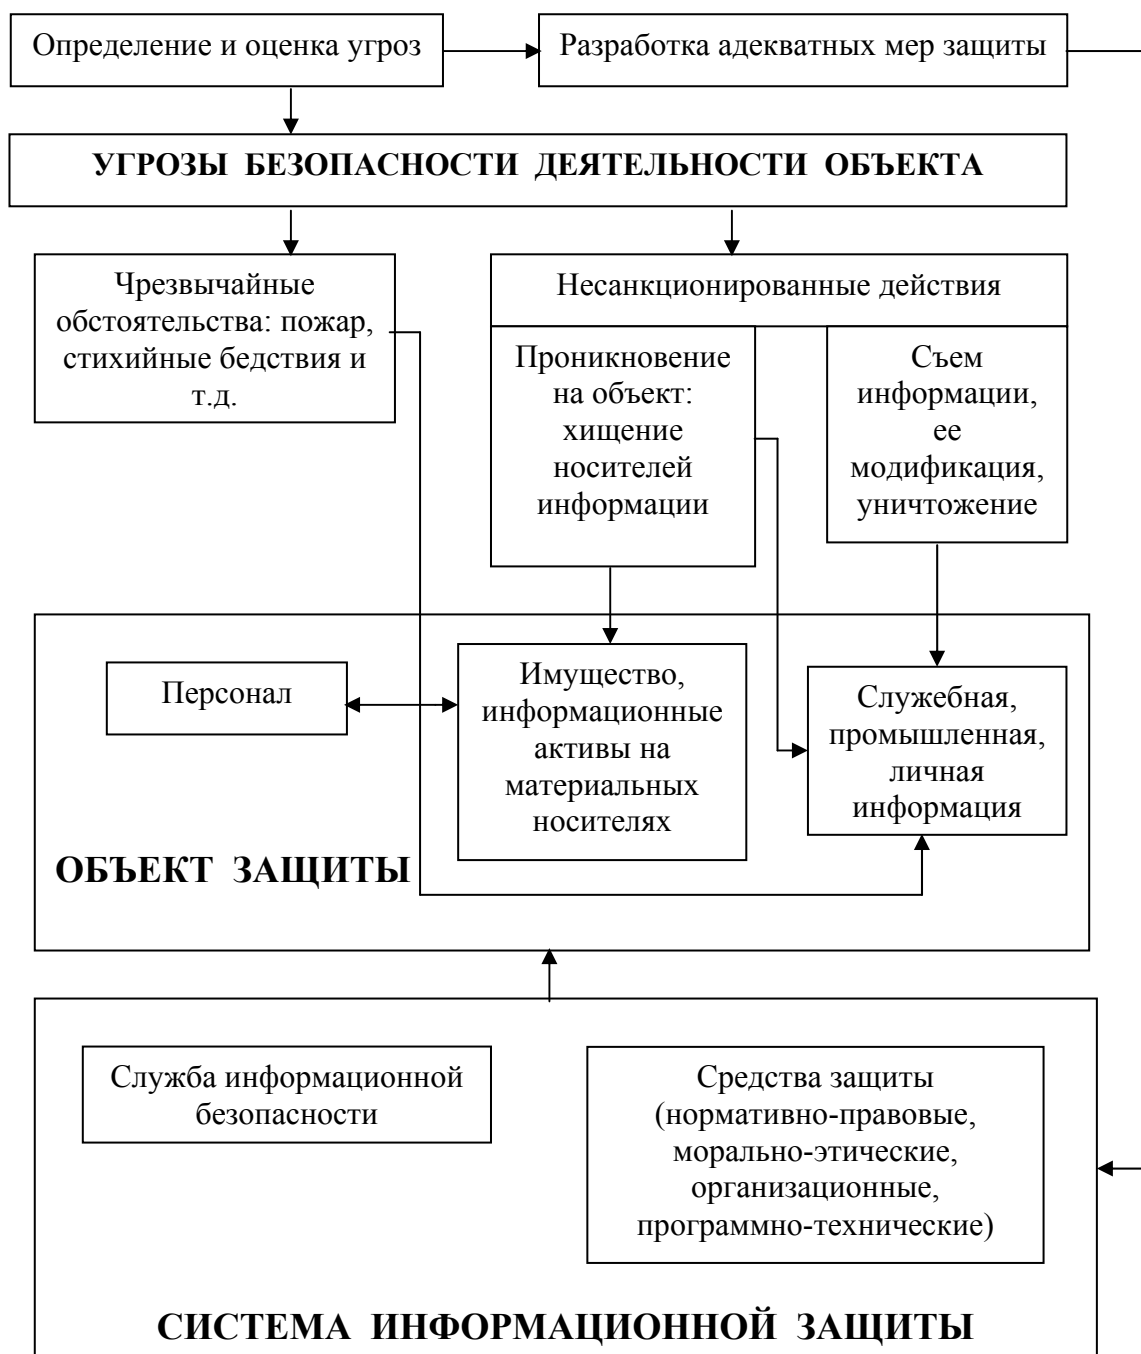 Определение и оценка угроз
Разработка адекватных мер защиты
УГРОЗЫ БЕЗОПАСНОСТИ ДЕЯТЕЛЬНОСТИ ОБЪЕКТА
Чрезвычайные
обстоятельства: пожар,
стихийные бедствия и
т.д.
Несанкционированные действия
Проникновение
на объект:
хищение
носителей
информации
Съем
информации,
ее
модификация,
уничтожение
Персонал
Имущество,
информационные
активы на
материальных
носителях
Служебная,
промышленная,
личная
информация
ОБЪЕКТ ЗАЩИТЫ
Служба информационной
безопасности
Средства защиты
(нормативно-правовые,
морально-этические,
организационные,
программно-технические)
СИСТЕМА ИНФОРМАЦИОННОЙ ЗАЩИТЫ